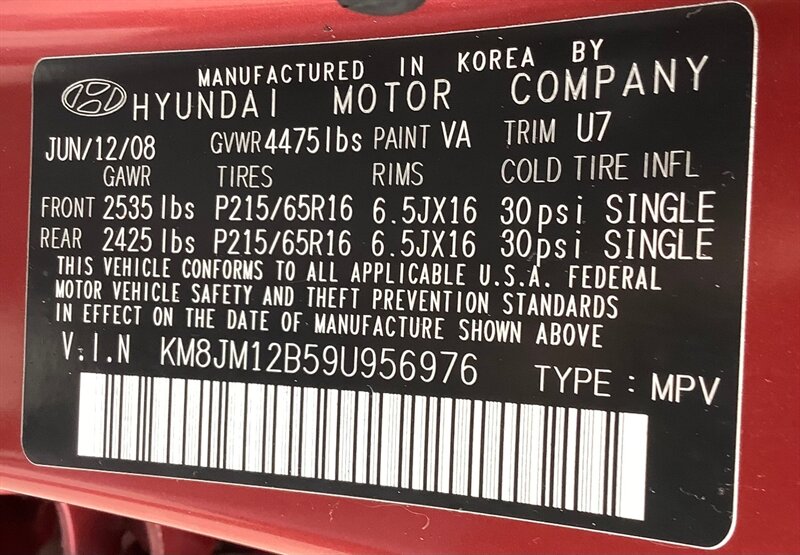 MANUFACTURED IN KOREA BY
HYUNDAI MOTOR COMPANY
JUN/12/08 GVWR 4475lbs PAINT VA TRIM U7
GAWR TIRES RIMS COLD TIRE INFL
FRONT 2535 lbs P215/65R16 6.5JX16 30psi SINGLE
REAR 2425 lbs P215/65R16 6.5JX16 30psi SINGLE
THIS VEHICLE CONFORMS TO ALL APPLICABLE U.S.A. FEDERAL
MOTOR VEHICLE SAFETY AND THEFT PREVENTION STANDARDS
IN EFFECT ON THE DATE OF MANUFACTURE SHOWN ABOVE
V.I.N KM8JM12B59U956976 TYPE : MPV